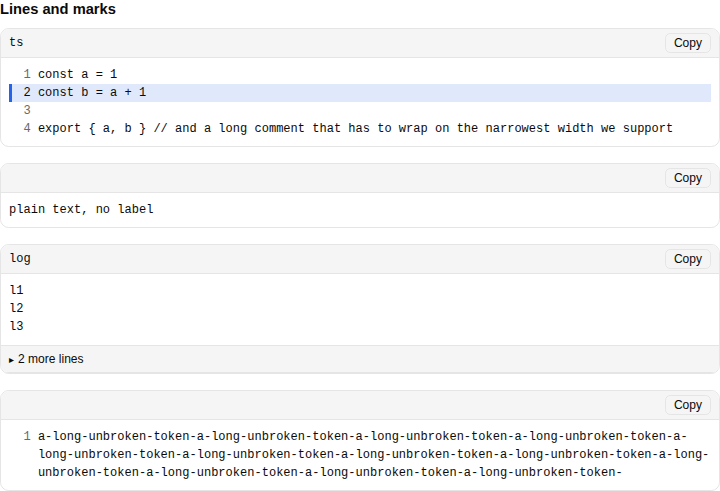 Lines and marks
ts Copy
1 const a = 1
2 const b = a + 1
3
4 export { a, b } // and a long comment that has to wrap on the narrowest width we support
Copy
plain text, no label
log Copy
l1
l2
l3
▸ 2 more lines
Copy
1 a-long-unbroken-token-a-long-unbroken-token-a-long-unbroken-token-a-long-unbroken-token-a-
long-unbroken-token-a-long-unbroken-token-a-long-unbroken-token-a-long-unbroken-token-a-long-
unbroken-token-a-long-unbroken-token-a-long-unbroken-token-a-long-unbroken-token-